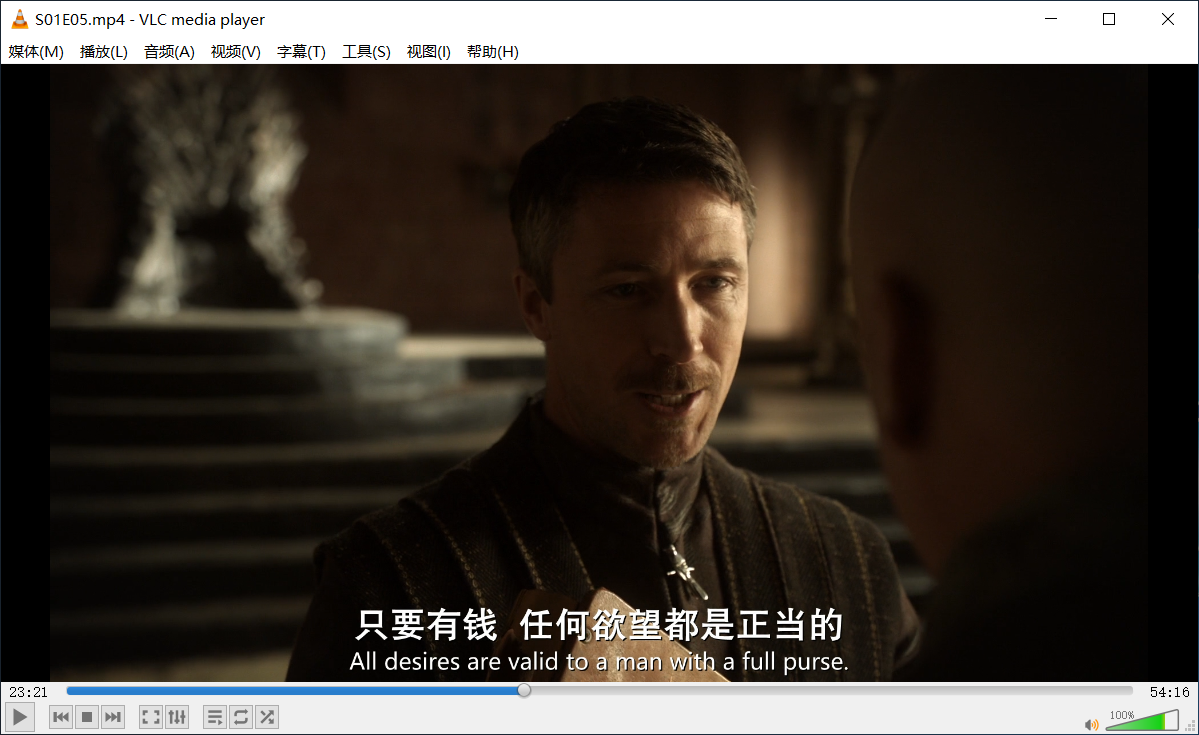 S01E05.mp4 - VLC media player
媒体(M) 播放(L) 音频(A) 视频(V) 字幕(T) 工具(S) 视图(I) 帮助(H)
只要有钱 任何欲望都是正当的
All desires are valid to a man with a full purse.
23:21 54:16
100%